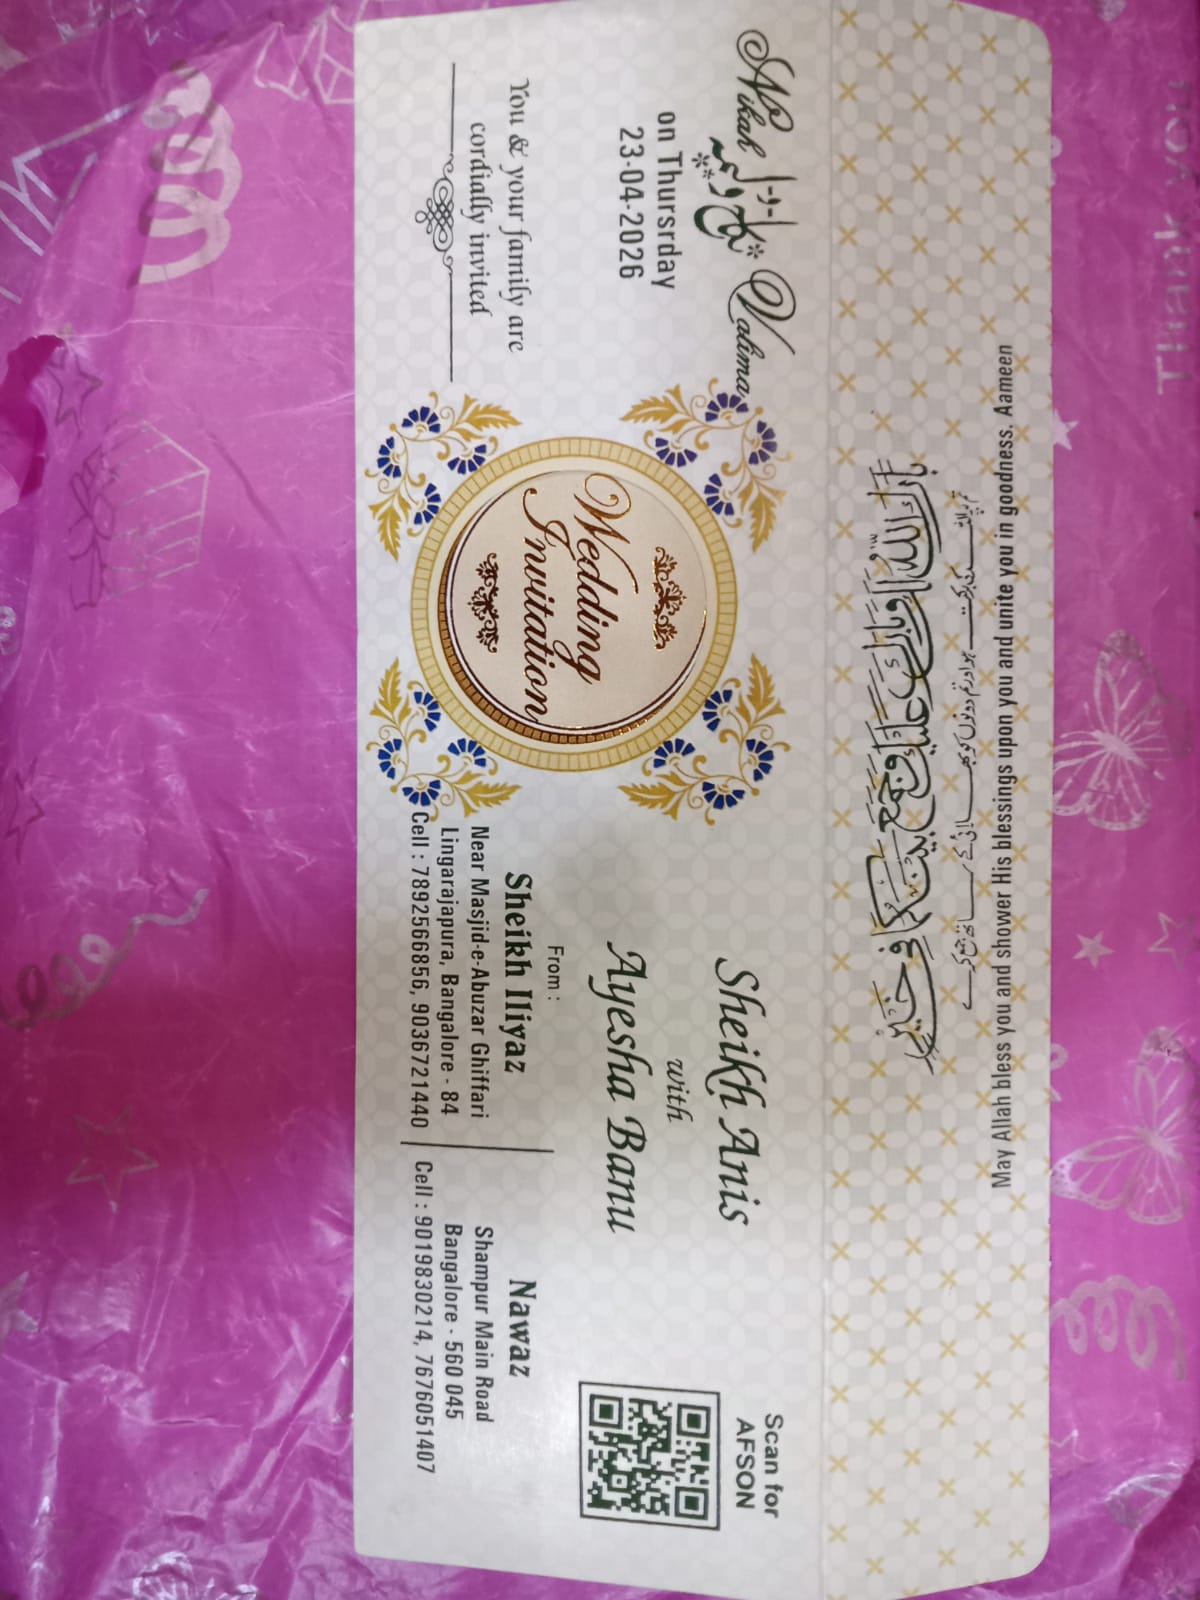 بَارَكَ اللهُ لَكَ وَبَارَكَ عَلَيْكَ وَجَمَعَ بَيْنَكُمَا فِي خَيْرٍ
May Allah bless you and shower His blessings upon you and unite you in goodness. Aameen
Nikah نکاح و ولیمہ Valima
on Thursrday
23-04-2026
You & your family are
cordially invited
Wedding
Invitation
Sheikh Anis
with
Ayesha Banu
From :
Sheikh Iliyaz
Near Masjid-e-Abuzar Ghiffari
Lingarajapura, Bangalore - 84
Cell : 7892566856, 9036721440
Nawaz
Shampur Main Road
Bangalore - 560 045
Cell : 9019830214, 7676051407
Scan for
AFSON
Thank